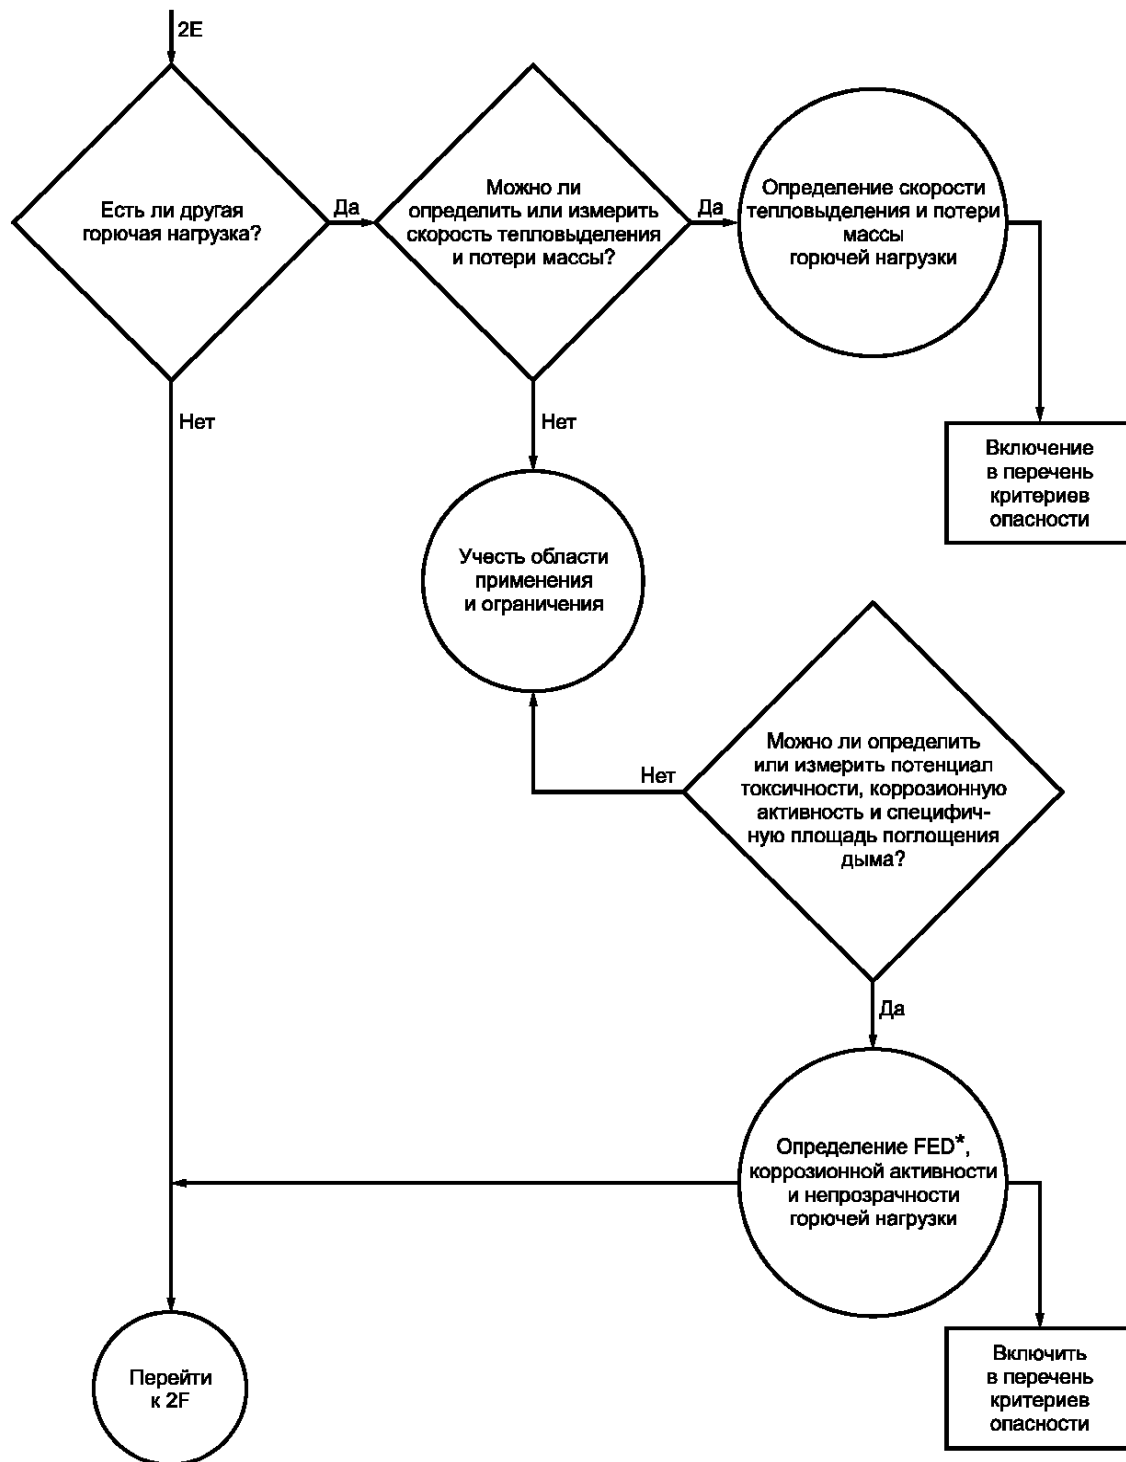 2E
Есть ли другая
горючая нагрузка?
Да
Можно ли
определить или измерить
скорость тепловыделения
и потери массы?
Да
Определение скорости
тепловыделения и потери
массы
горючей нагрузки
Нет
Нет
Включение
в перечень
критериев
опасности
Учесть области
применения
и ограничения
Можно ли определить
или измерить потенциал
токсичности, коррозионную
активность и специфич-
ную площадь поглощения
дыма?
Нет
Да
Определение FED*,
коррозионной активности
и непрозрачности
горючей нагрузки
Перейти
к 2F
Включить
в перечень
критериев
опасности